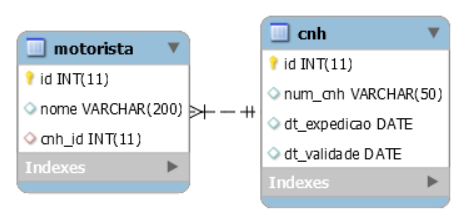 motorista
id INT(11)
nome VARCHAR(200)
cnh_id INT(11)
Indexes
cnh
id INT(11)
num_cnh VARCHAR(50)
dt_expedicao DATE
dt_validade DATE
Indexes